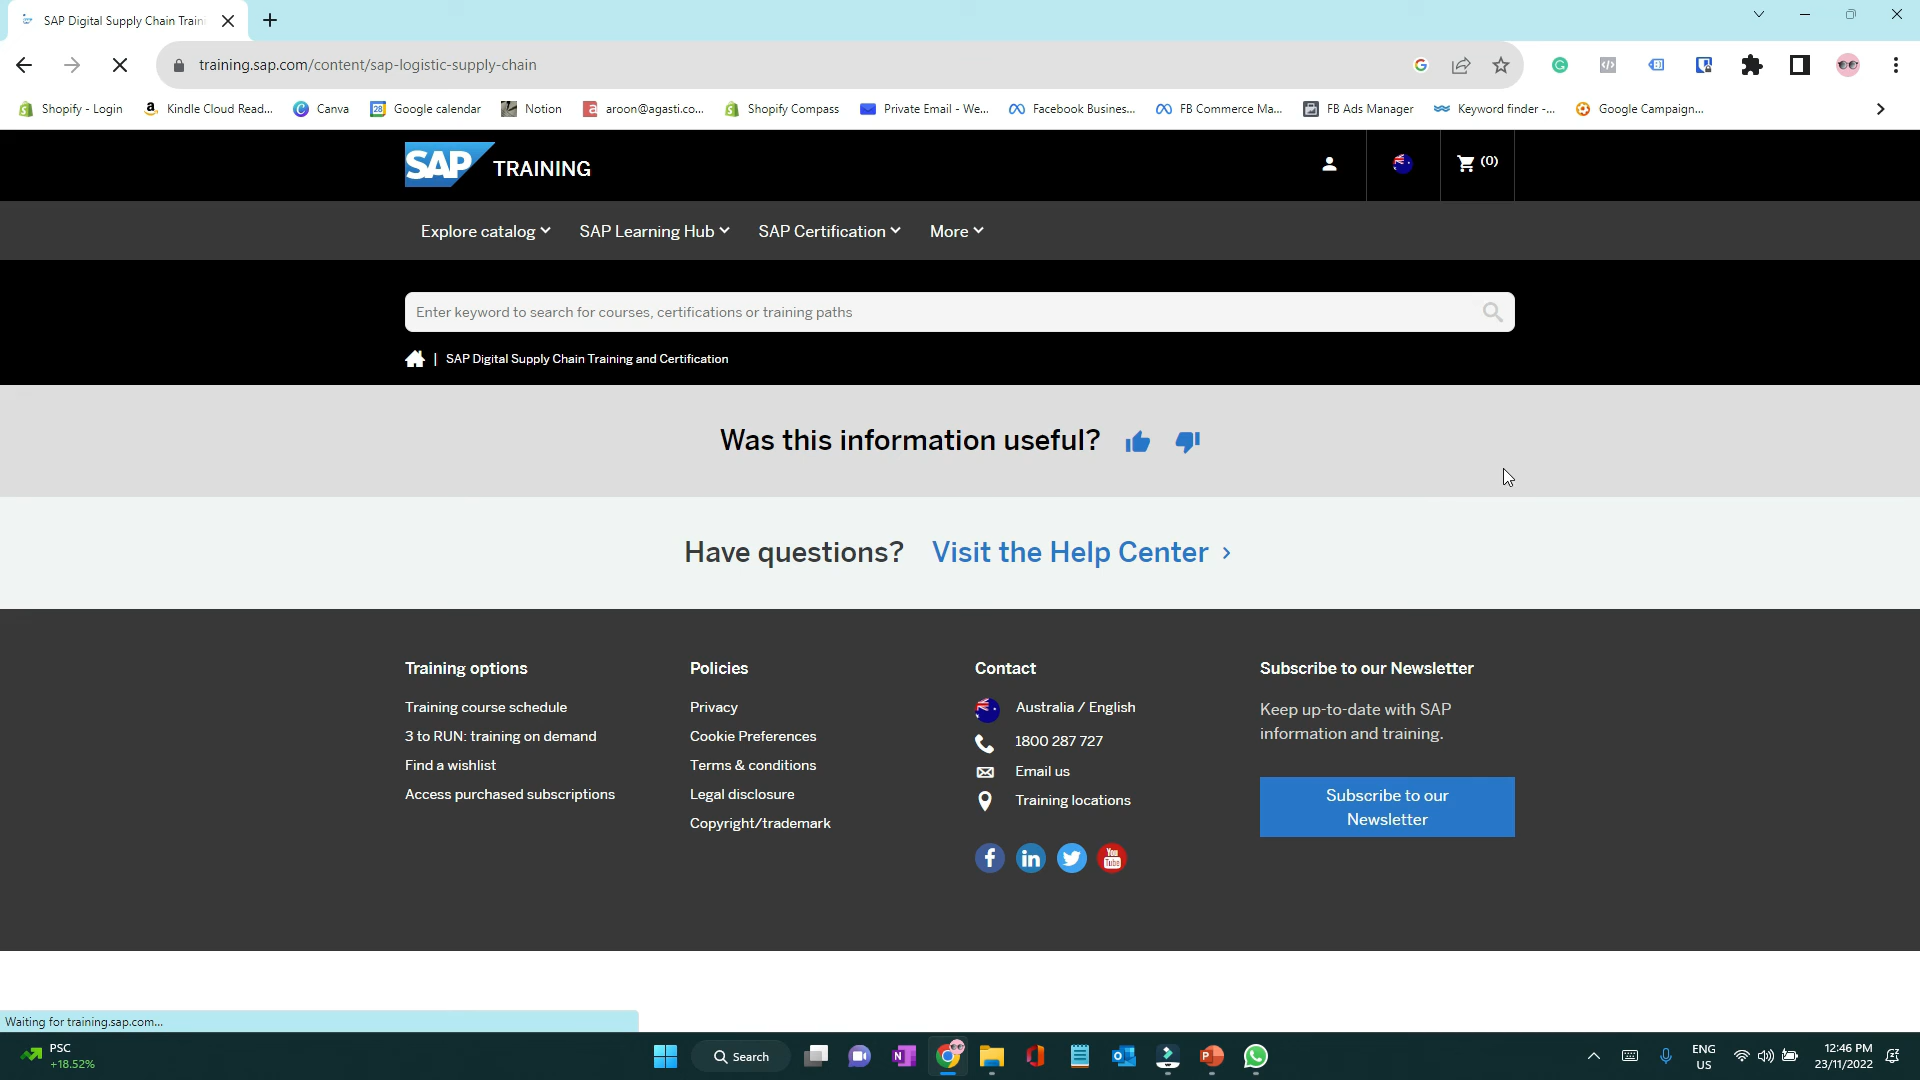 SAP Digital Supply Chain Traini
training.sap.com/content/sap-logistic-supply-chain
Shopify - Login
Kindle Cloud Read...
Canva
Google calendar
Notion
aroon@agasti.co...
Shopify Compass
Private Email - We...
Facebook Busines...
FB Commerce Ma...
FB Ads Manager
Keyword finder -...
Google Campaign...
SAP TRAINING
(0)
Explore catalog
SAP Learning Hub
SAP Certification
More
Enter keyword to search for courses, certifications or training paths
| SAP Digital Supply Chain Training and Certification
Was this information useful?
Have questions? Visit the Help Center ›
Training options
Training course schedule
3 to RUN: training on demand
Find a wishlist
Access purchased subscriptions
Policies
Privacy
Cookie Preferences
Terms & conditions
Legal disclosure
Copyright/trademark
Contact
Australia / English
1800 287 727
Email us
Training locations
Subscribe to our Newsletter
Keep up-to-date with SAP
information and training.
Subscribe to our
Newsletter
Waiting for training.sap.com...
PSC
+18.52%
Search
ENG
US
12:46 PM
23/11/2022